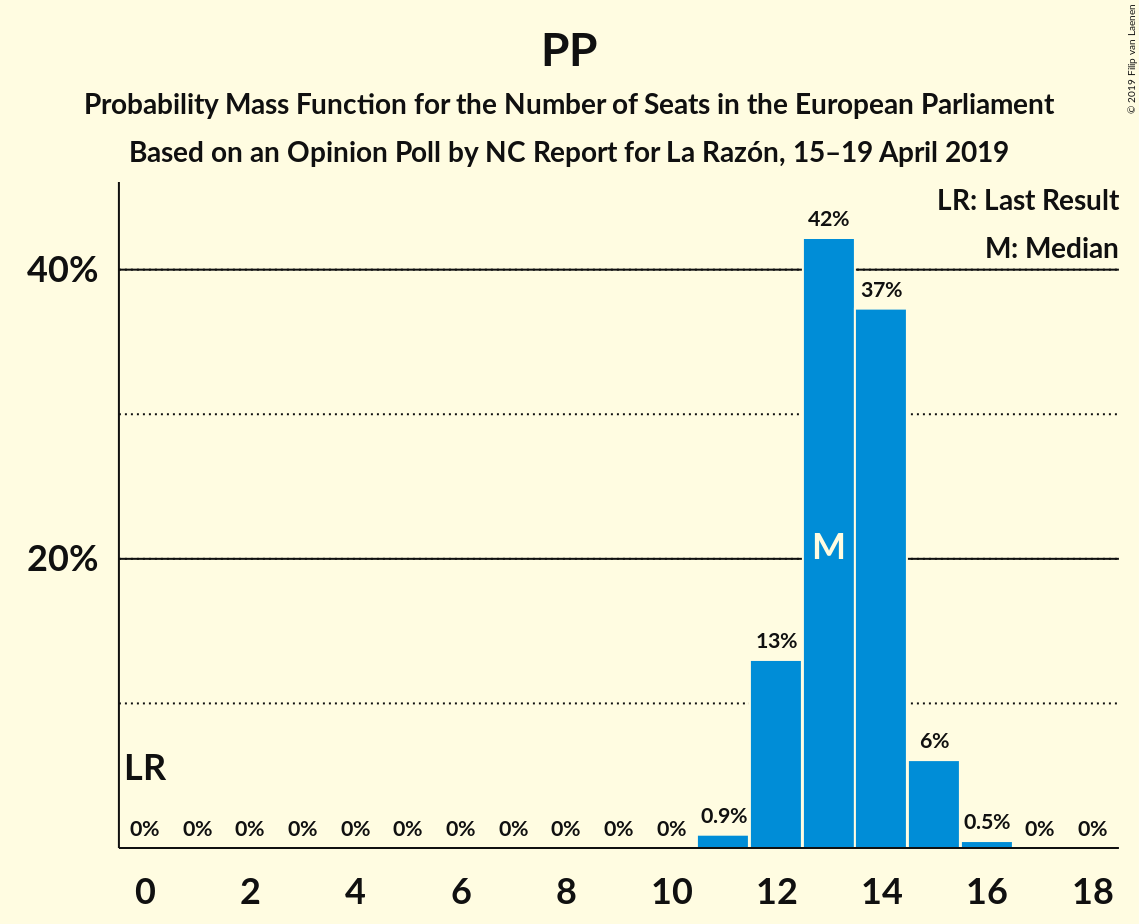 PP
Probability Mass Function for the Number of Seats in the European Parliament
Based on an Opinion Poll by NC Report for La Razón, 15–19 April 2019
© 2019 Filip van Laenen
LR: Last Result
M: Median
42%
40%
37%
M
20%
13%
6%
LR
0% 0% 0% 0% 0% 0% 0% 0% 0% 0% 0% 0.9% 0.5% 0% 0%
0 2 4 6 8 10 12 14 16 18